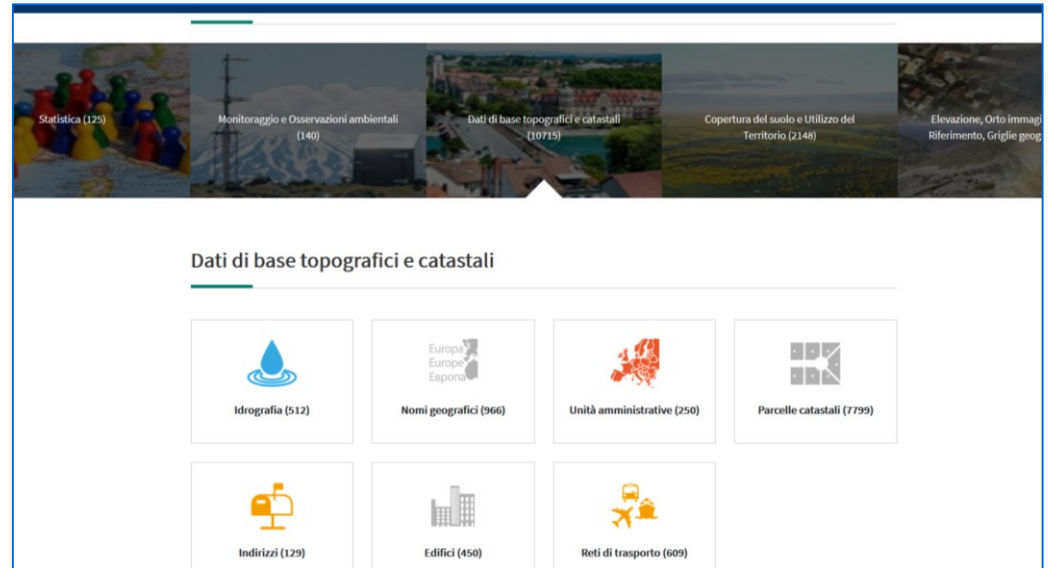 Statistica (125)
Monitoraggio e Osservazioni ambientali
(140)
Dati di base topografici e catastali
(10715)
Copertura del suolo e Utilizzo del
Territorio (2148)
Elevazione, Orto immagi
Riferimento, Griglie geog
Dati di base topografici e catastali
Europa
Europe
Европа
Idrografia (512)
Nomi geografici (966)
Unità amministrative (250)
Parcelle catastali (7799)
Indirizzi (129)
Edifici (450)
Reti di trasporto (609)